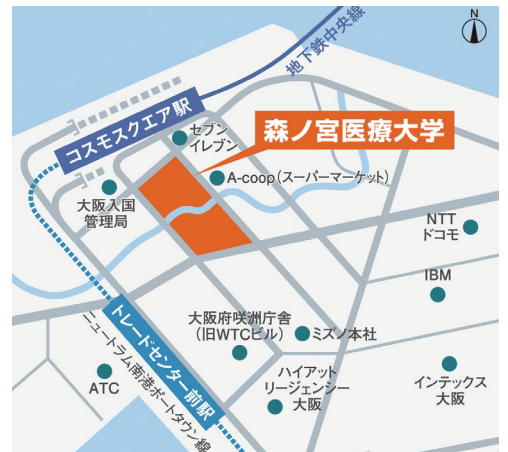 N
地下鉄中央線
コスモスクエア駅
セブン
イレブン
森ノ宮医療大学
A-coop（スーパーマーケット）
大阪入国
管理局
NTT
ドコモ
IBM
トレードセンター前駅
ニュートラム南港ポートタウン線
大阪府咲洲庁舎
（旧WTCビル）
ミズノ本社
ATC
ハイアット
リージェンシー
大阪
インテックス
大阪